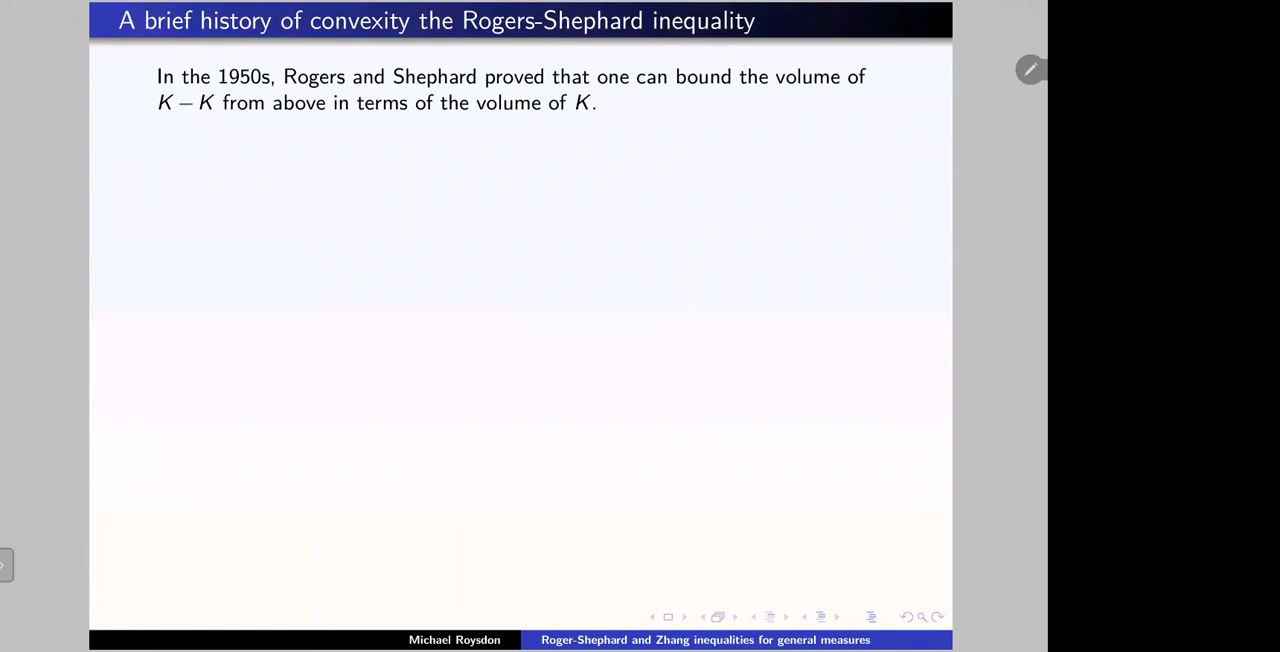 A brief history of convexity the Rogers-Shephard inequality
In the 1950s, Rogers and Shephard proved that one can bound the volume of
K − K from above in terms of the volume of K.
Michael Roysdon
Roger-Shephard and Zhang inequalities for general measures